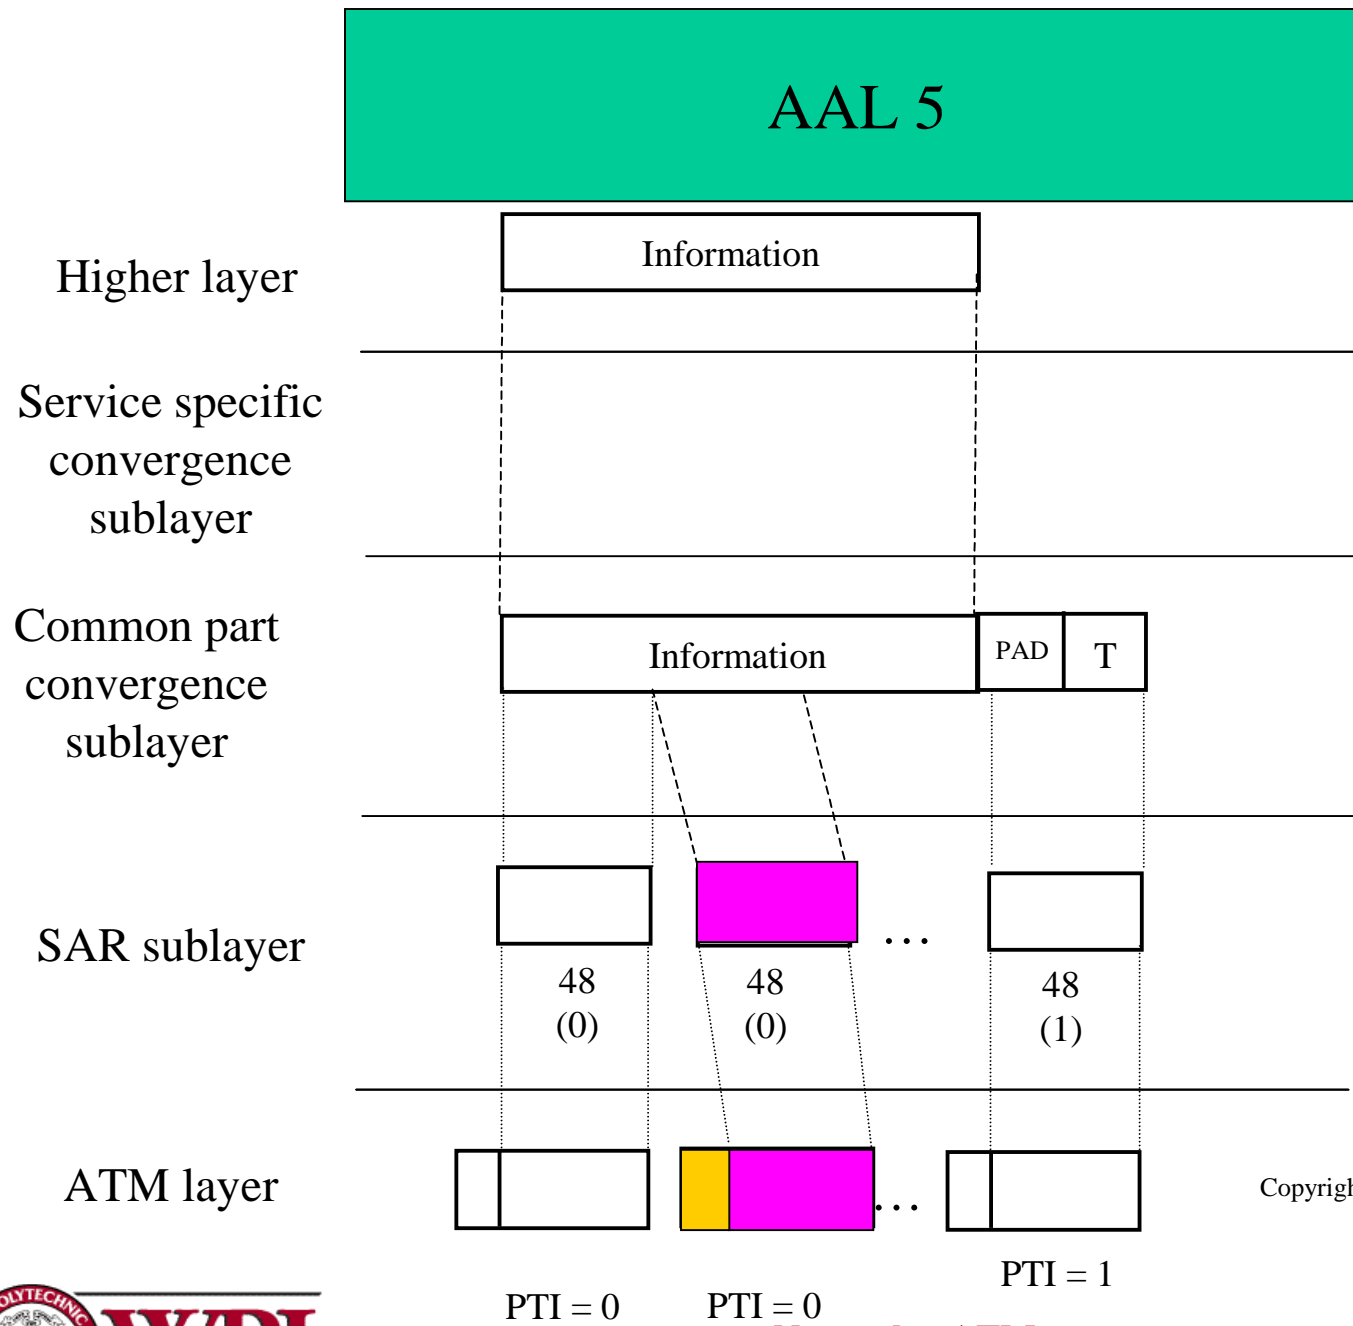 AAL 5
Higher layer
Information
Service specific
convergence
sublayer
Common part
convergence
sublayer
Information
PAD
T
SAR sublayer
48
(0)
48
(0)
…
48
(1)
ATM layer
…
PTI = 0
PTI = 0
PTI = 1
WPI